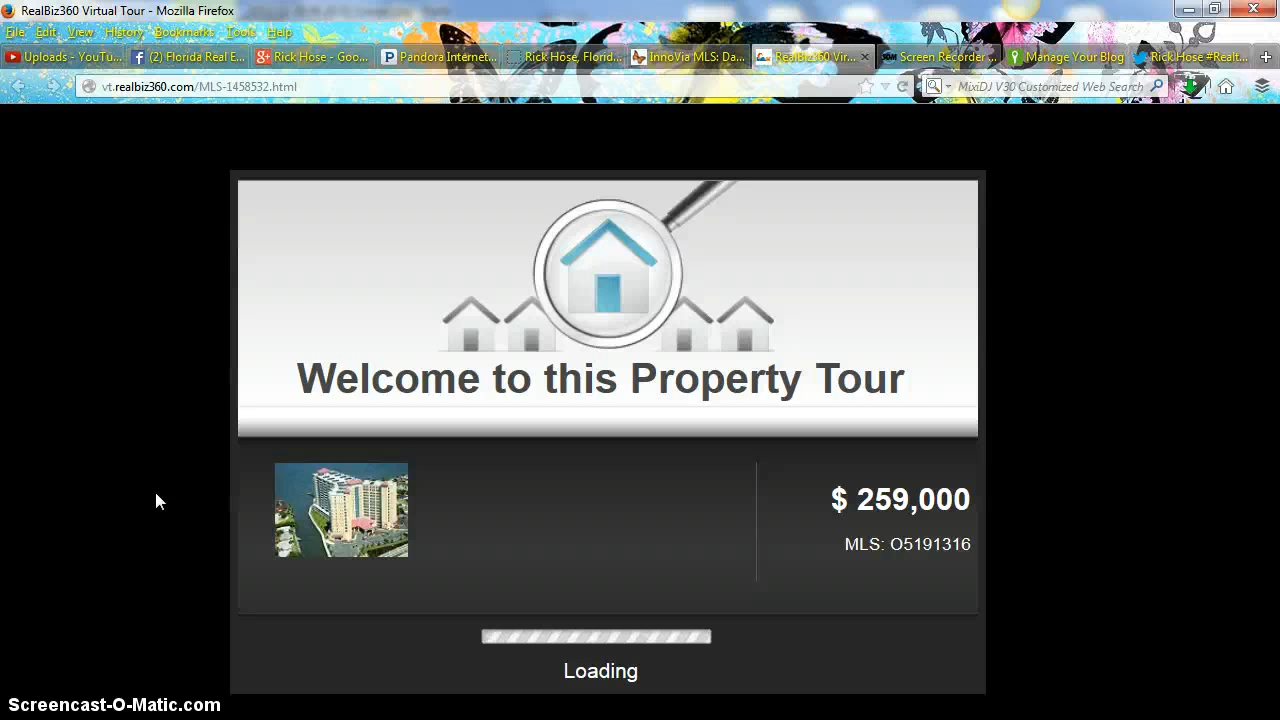 RealBiz360 Virtual Tour - Mozilla Firefox
File Edit View History Bookmarks Tools Help
Uploads - YouTu... (2) Florida Real E... Rick Hose - Goo... Pandora Internet... Rick Hose, Florid... InnoVia MLS: Da... RealBiz360 Vir... Screen Recorder ... Manage Your Blog Rick Hose #Realt...
vt.realbiz360.com/MLS-1458532.html MixiDJ V30 Customized Web Search
Welcome to this Property Tour
$ 259,000
MLS: O5191316
Loading
Screencast-O-Matic.com